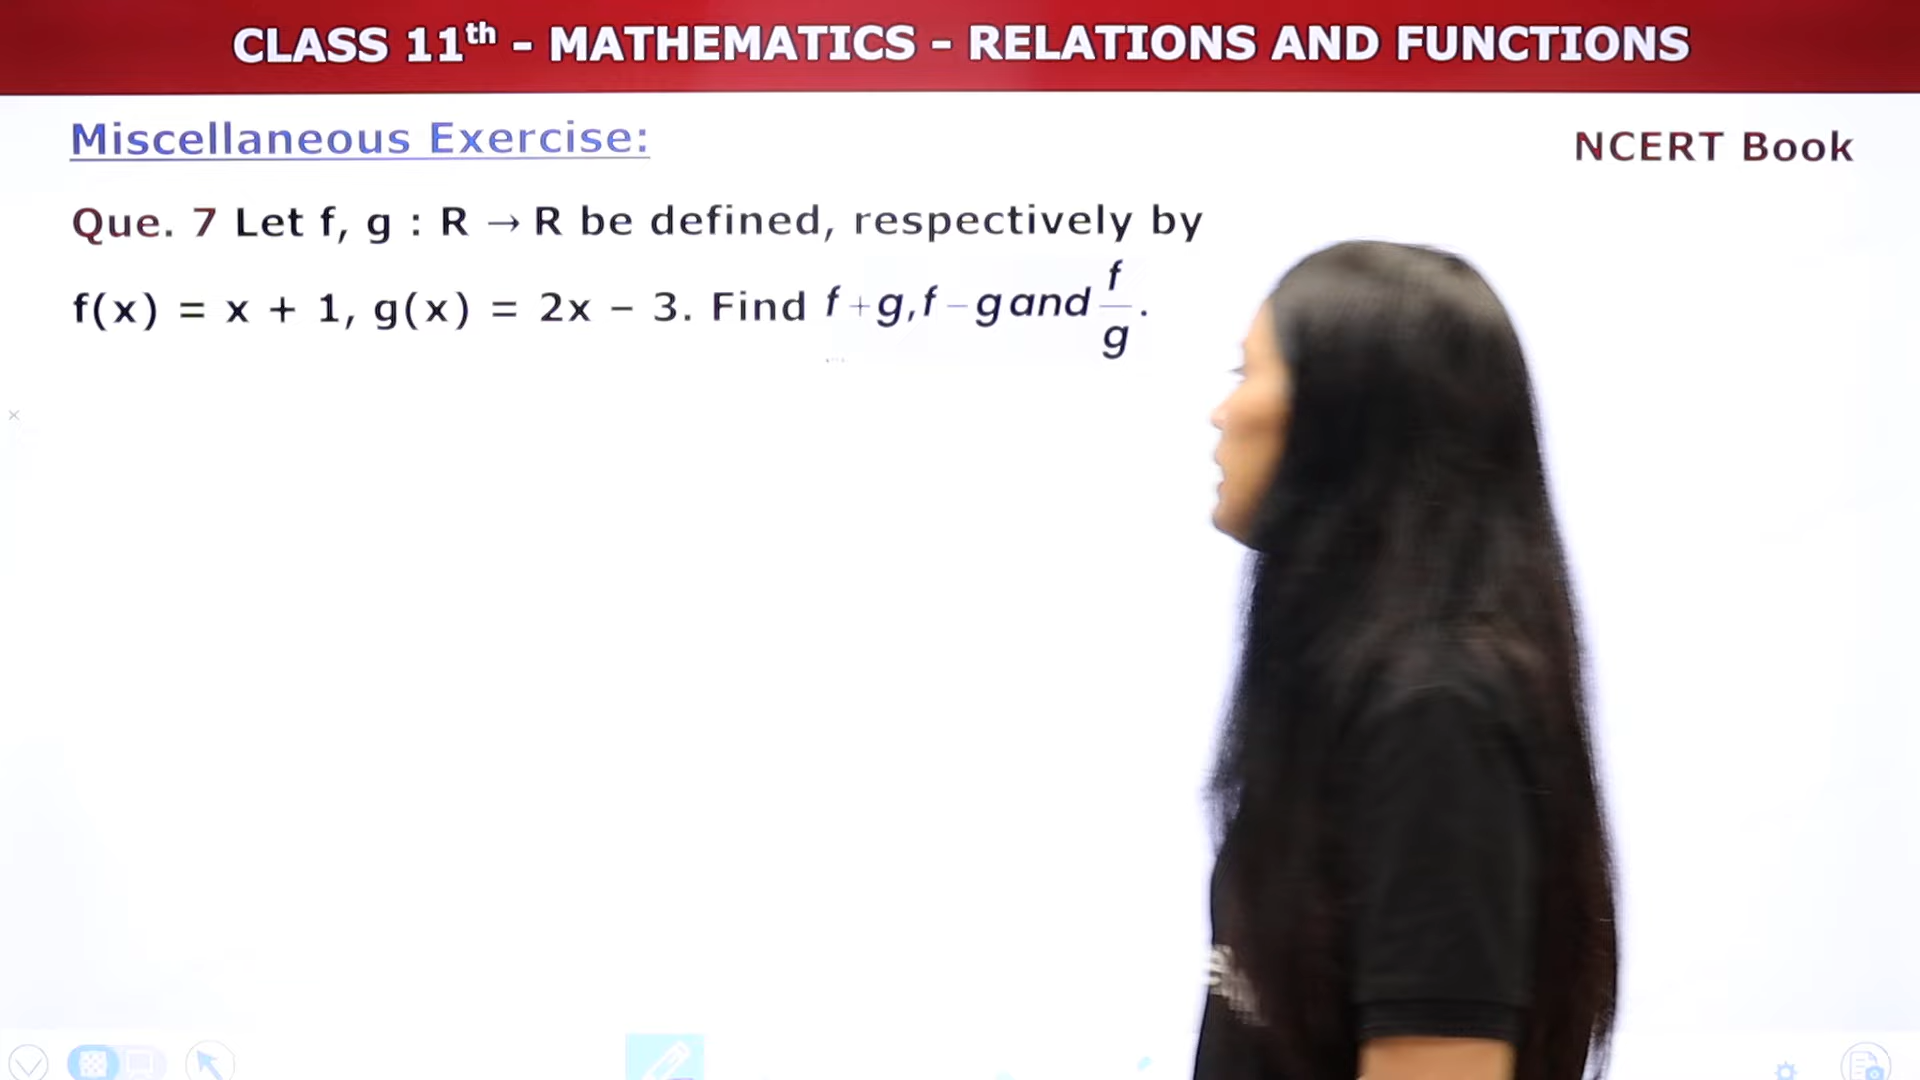 CLASS 11th - MATHEMATICS - RELATIONS AND FUNCTIONS
Miscellaneous Exercise:
NCERT Book
Que. 7 Let f, g : R → R be defined, respectively by
f(x) = x + 1, g(x) = 2x – 3. Find f+g,f–g and f/g.